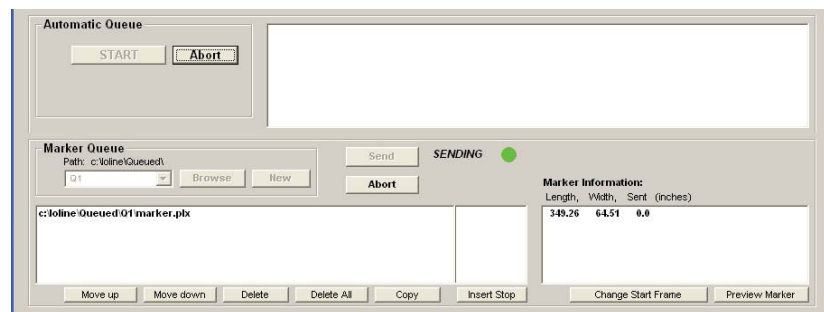 Automatic Queue
START Abort
Marker Queue
Path: c:\Ioline\Queued\
Q1 Browse New
Send SENDING
Abort
Marker Information:
Length, Width, Sent (inches)
c:\Ioline\Queued\Q1\marker.plx
349.26 64.51 0.0
Move up Move down Delete Delete All Copy Insert Stop Change Start Frame Preview Marker